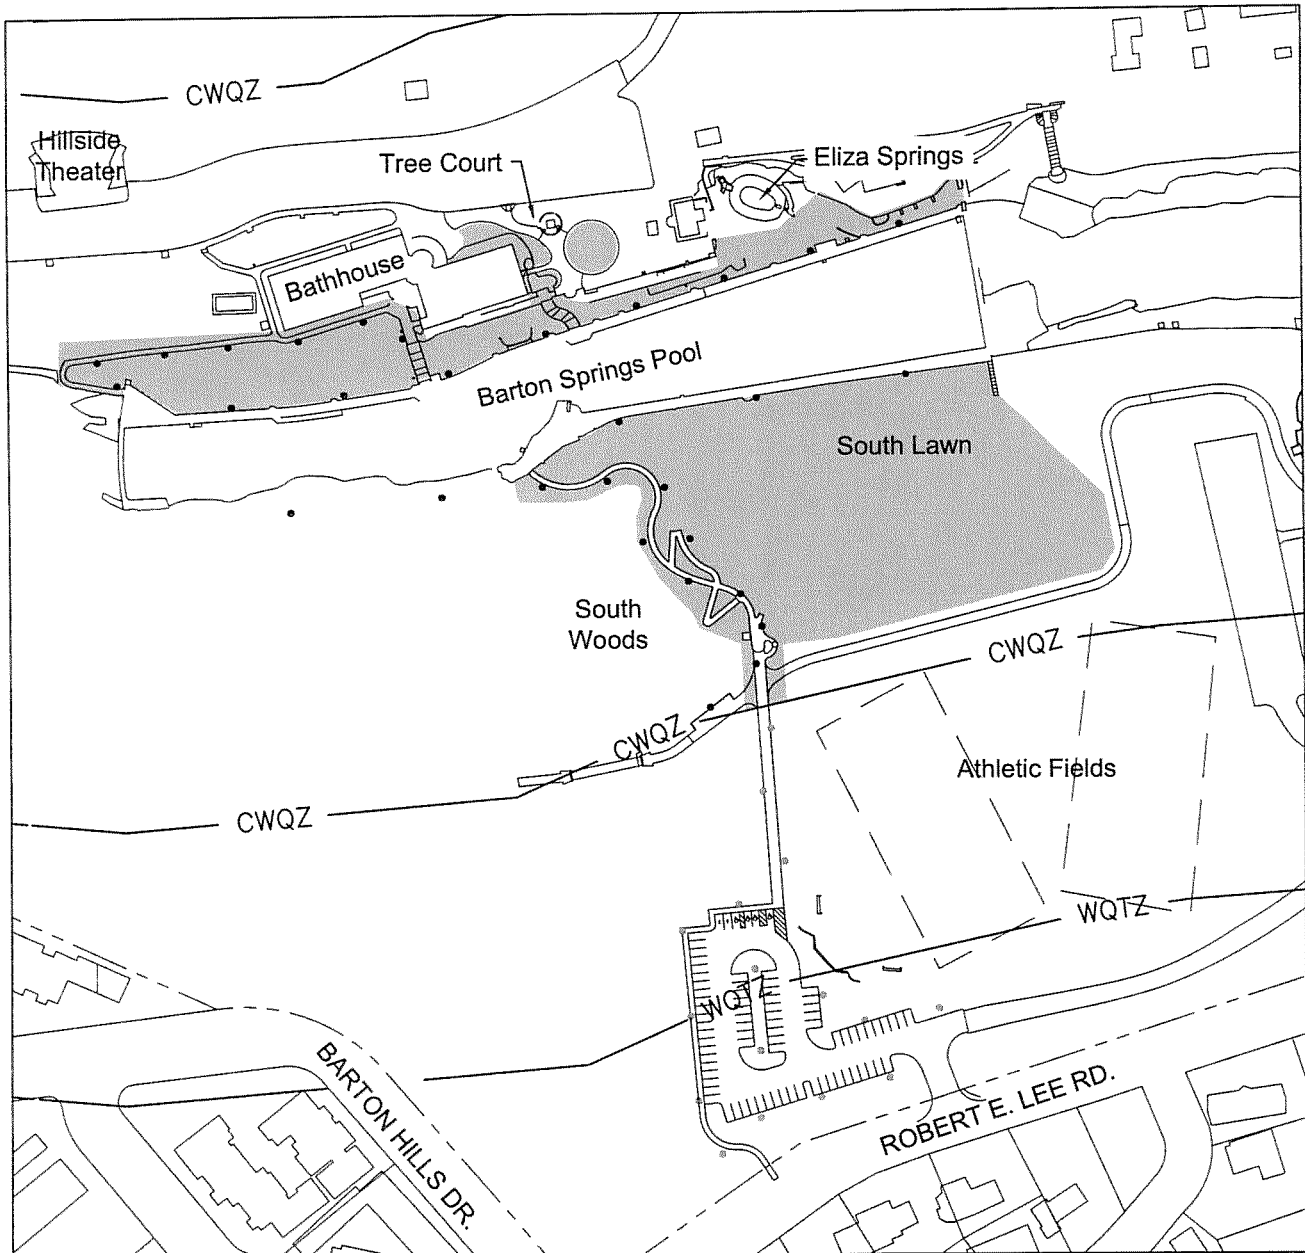 CWQZ
Hillside
Theater
Tree Court
Eliza Springs
Bathhouse
Barton Springs Pool
South Lawn
South
Woods
CWQZ
CWQZ
Athletic Fields
CWQZ
WQTZ
WQTZ
BARTON HILLS DR.
ROBERT E. LEE RD.